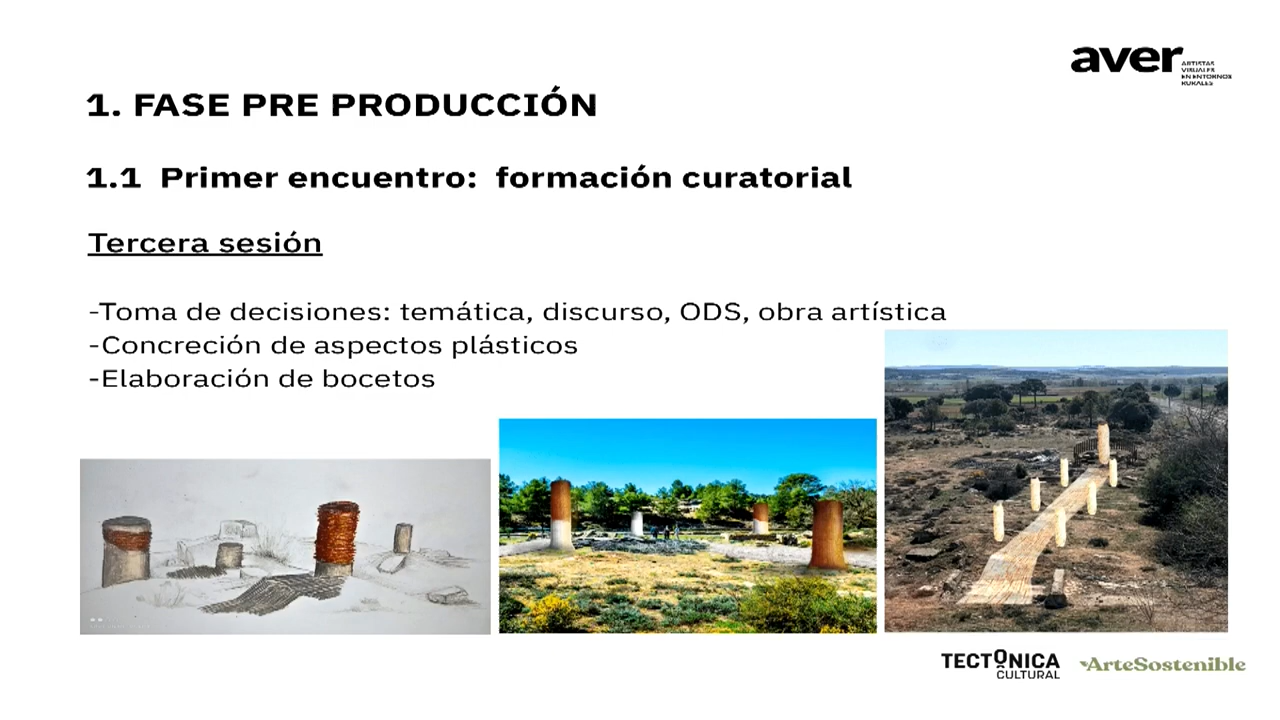 aver
ARTISTAS
VISUALES
EN ENTORNOS
RURALES
1. FASE PRE PRODUCCIÓN
1.1 Primer encuentro: formación curatorial
Tercera sesión
-Toma de decisiones: temática, discurso, ODS, obra artística
-Concreción de aspectos plásticos
-Elaboración de bocetos
TECTÓNICA
CULTURAL
ArteSostenible